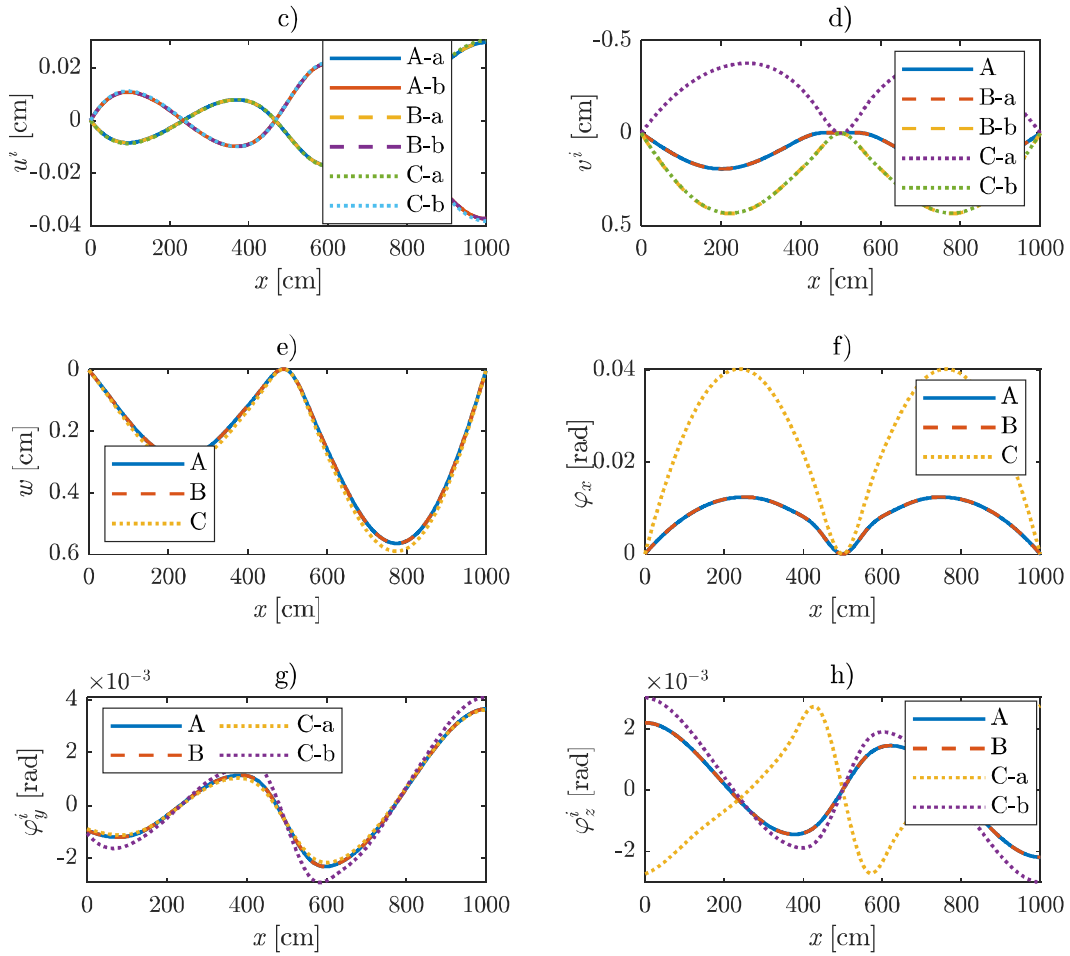 c)
0.02
0
-0.02
-0.04
u^i [cm]
0 200 400 600 800 1000
x [cm]
A-a
A-b
B-a
B-b
C-a
C-b
d)
-0.5
0
0.5
v^i [cm]
0 200 400 600 800 1000
x [cm]
A
B-a
B-b
C-a
C-b
e)
0
0.2
0.4
0.6
w [cm]
0 200 400 600 800 1000
x [cm]
A
B
C
f)
0.04
0.02
0
φ_x [rad]
0 200 400 600 800 1000
x [cm]
A
B
C
g)
×10^-3
4
2
0
-2
φ_y^i [rad]
0 200 400 600 800 1000
x [cm]
A C-a
B C-b
h)
×10^-3
2
0
-2
φ_z^i [rad]
0 200 400 600 800 1000
x [cm]
A
B
C-a
C-b